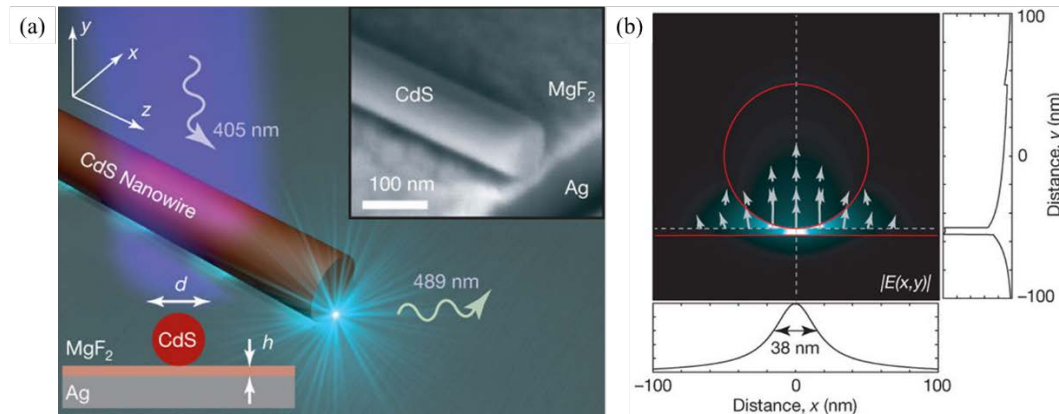 (a)
y
x
z
405 nm
CdS Nanowire
CdS
MgF2
Ag
100 nm
489 nm
d
CdS
h
MgF2
Ag
(b)
|E(x,y)|
100
0
−100
Distance, y (nm)
38 nm
−100
0
100
Distance, x (nm)